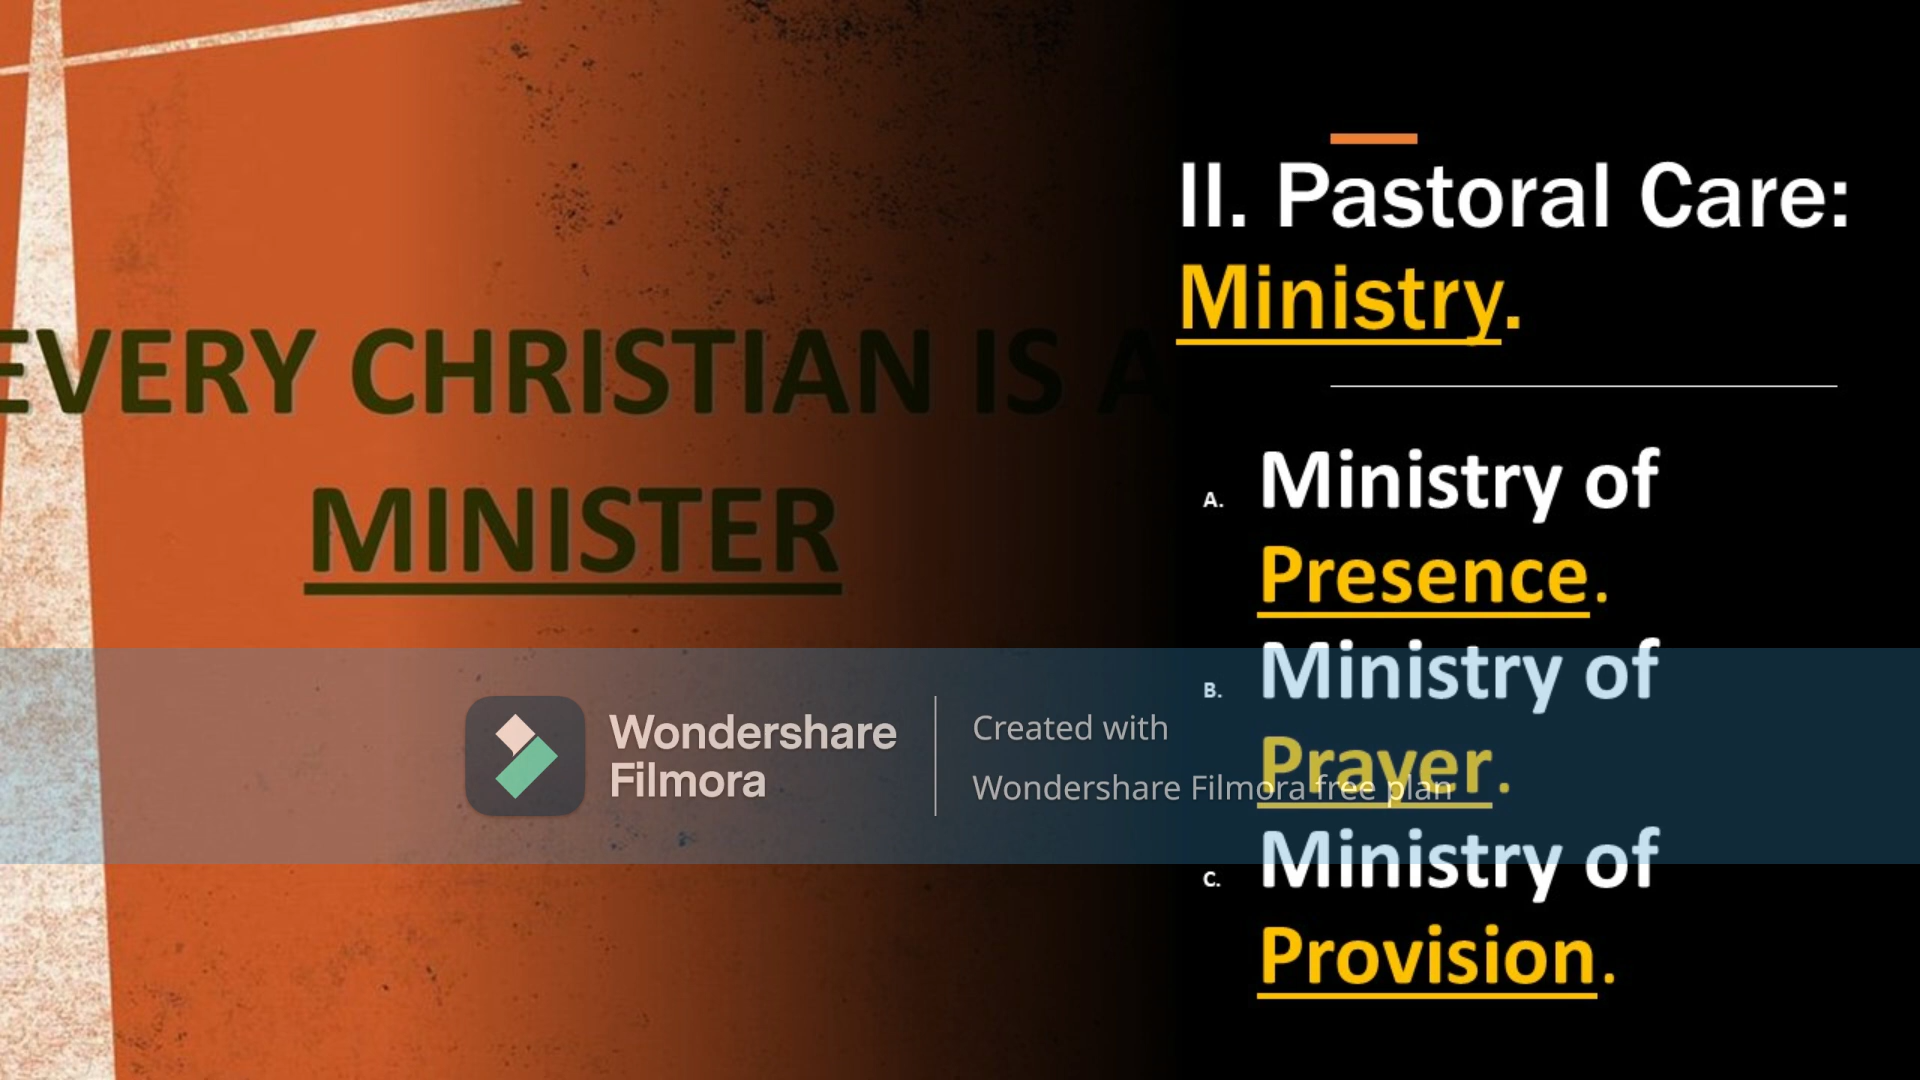 EVERY CHRISTIAN IS A
MINISTER
II. Pastoral Care:
Ministry.
A. Ministry of
Presence.
B. Ministry of
Prayer.
C. Ministry of
Provision.
Wondershare
Filmora
Created with
Wondershare Filmora free plan